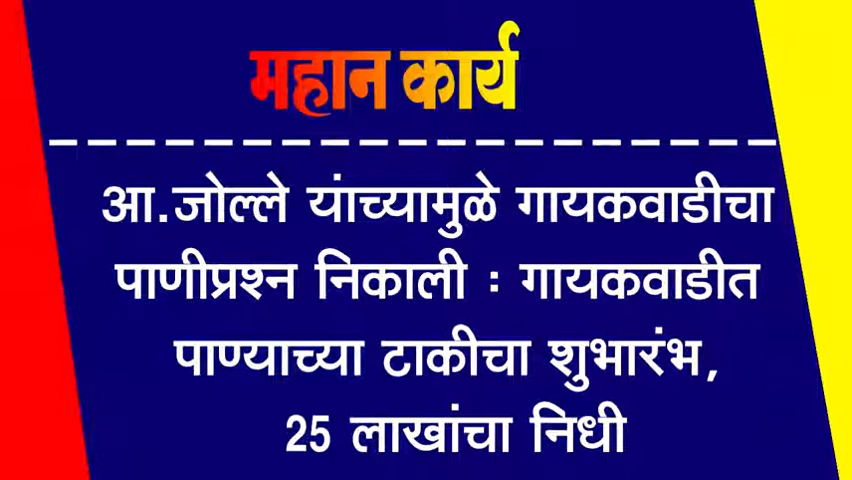 महान कार्य
आ.जोल्ले यांच्यामुळे गायकवाडीचा
पाणीप्रश्न निकाली : गायकवाडीत
पाण्याच्या टाकीचा शुभारंभ,
25 लाखांचा निधी